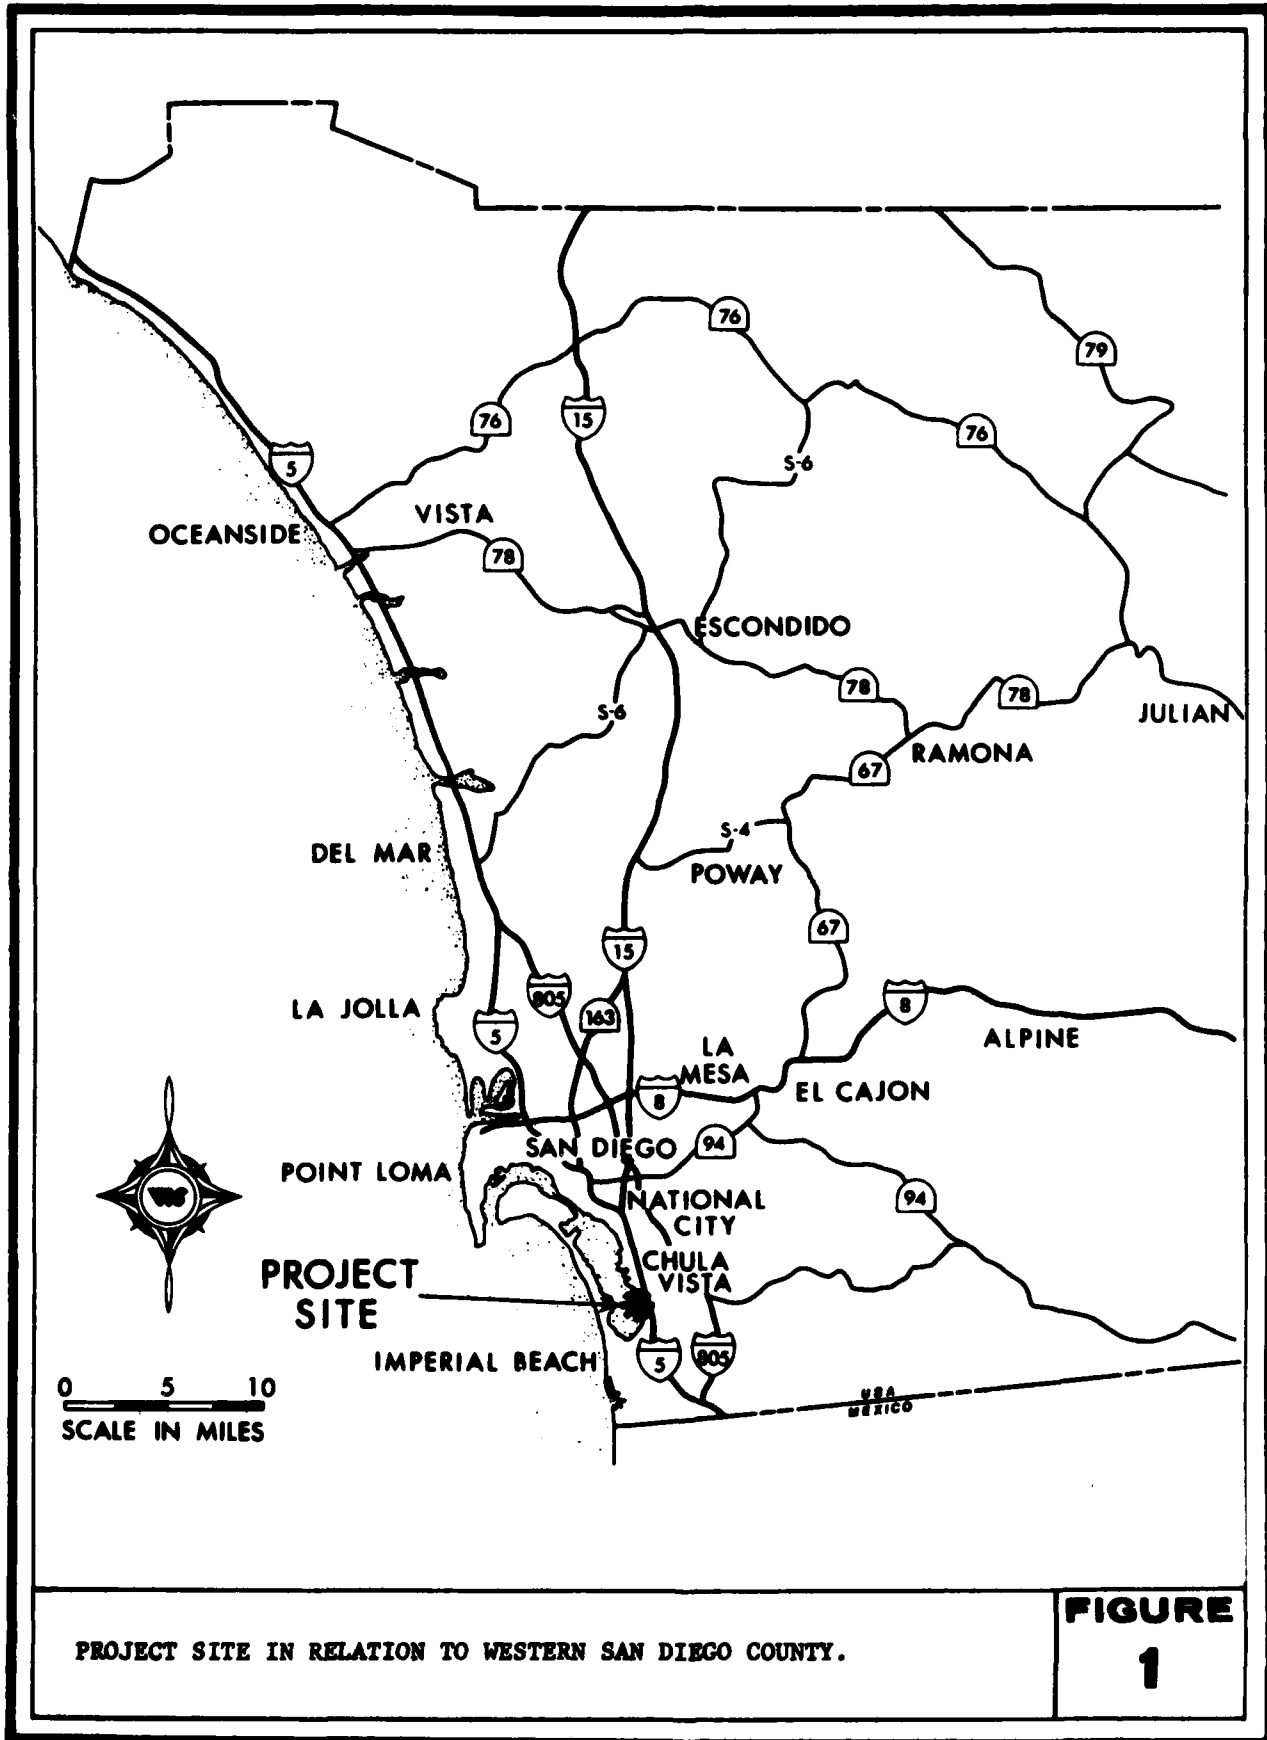 76
79
76
15
76
5
S-6
VISTA
OCEANSIDE
78
ESCONDIDO
78
78
S-6
JULIAN
RAMONA
67
S-4
DEL MAR
POWAY
67
15
805
8
LA JOLLA
163
5
ALPINE
LA
MESA
8
EL CAJON
SAN DIEGO
94
POINT LOMA
NATIONAL
CITY
94
CHULA
VISTA
PROJECT
SITE
IMPERIAL BEACH
5
805
0 5 10
SCALE IN MILES
USA
MEXICO
PROJECT SITE IN RELATION TO WESTERN SAN DIEGO COUNTY.
FIGURE
1